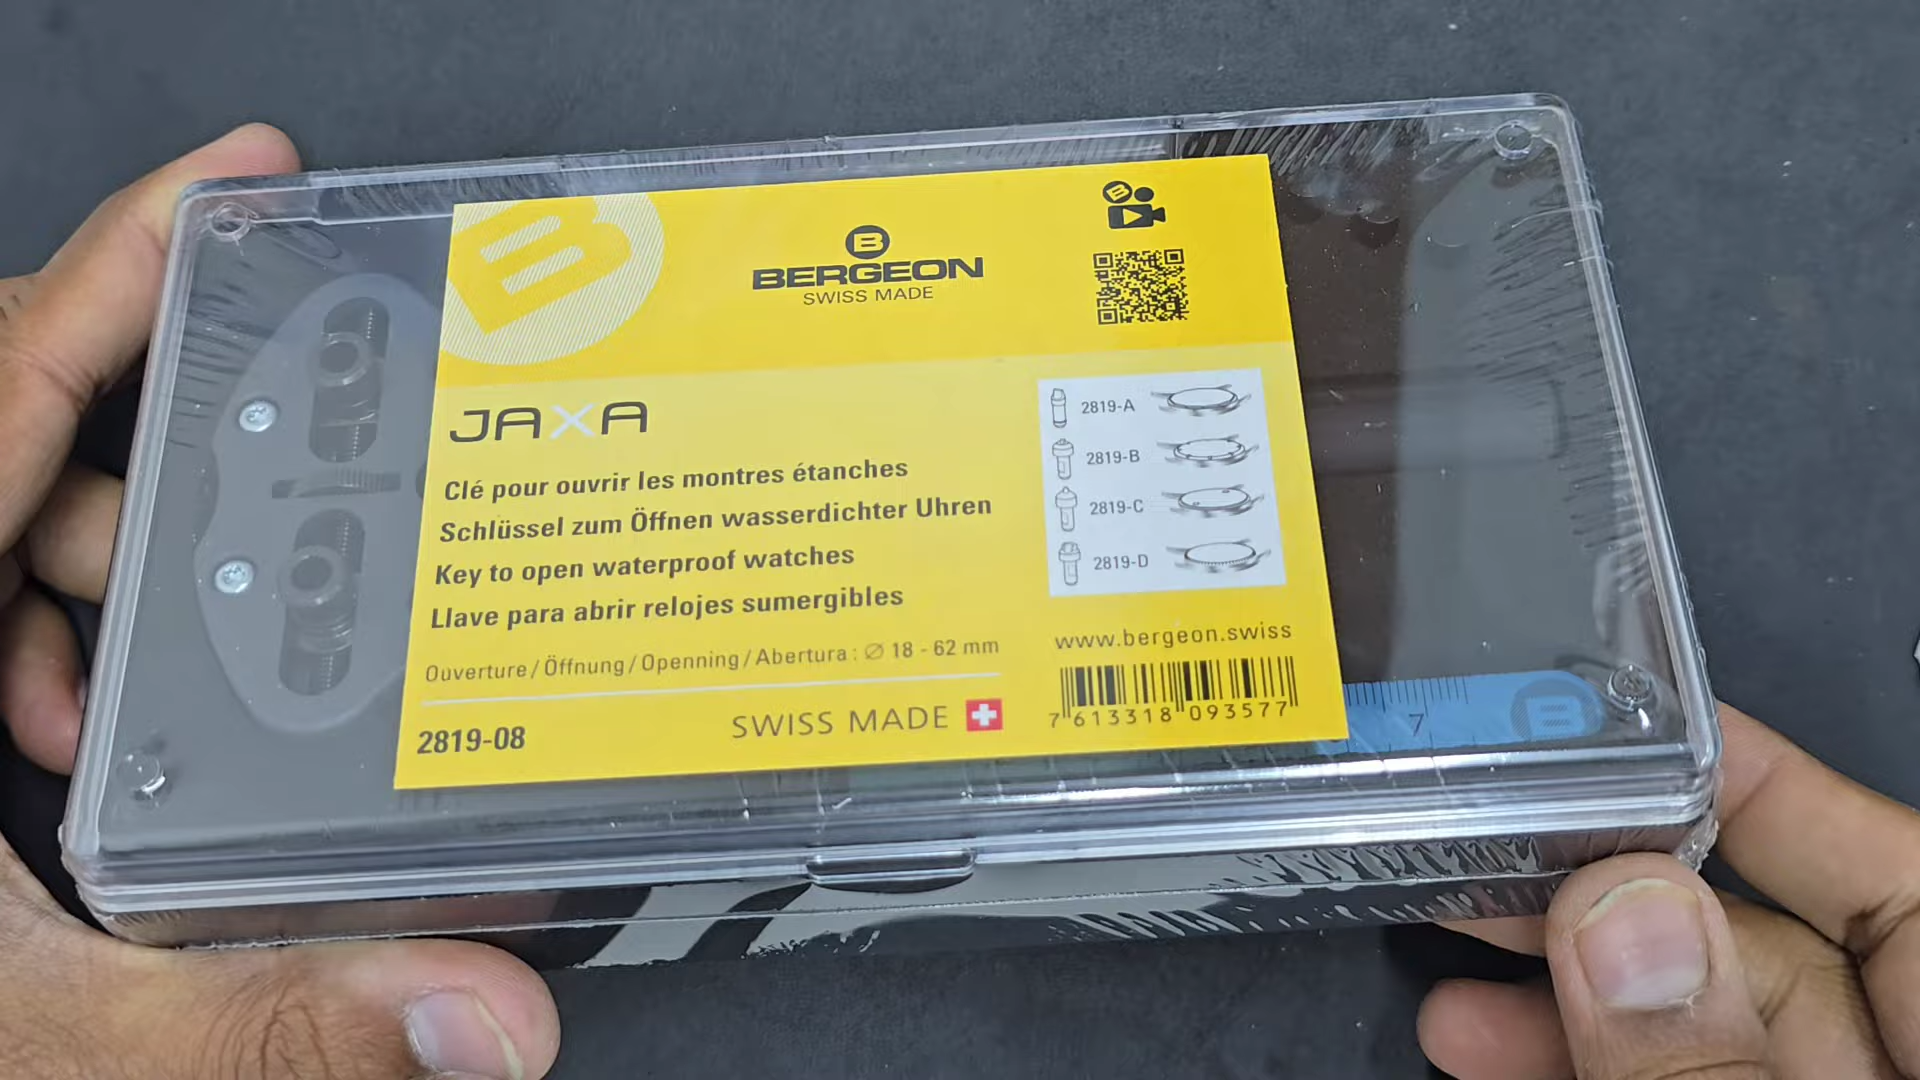 B
BERGEON
SWISS MADE
B
JAXA
Clé pour ouvrir les montres étanches
Schlüssel zum Öffnen wasserdichter Uhren
Key to open waterproof watches
Llave para abrir relojes sumergibles
Ouverture/Öffnung/Openning/Abertura : Ø 18 - 62 mm
2819-08
SWISS MADE
2819-A
2819-B
2819-C
2819-D
www.bergeon.swiss
7 613318 093577
7
B